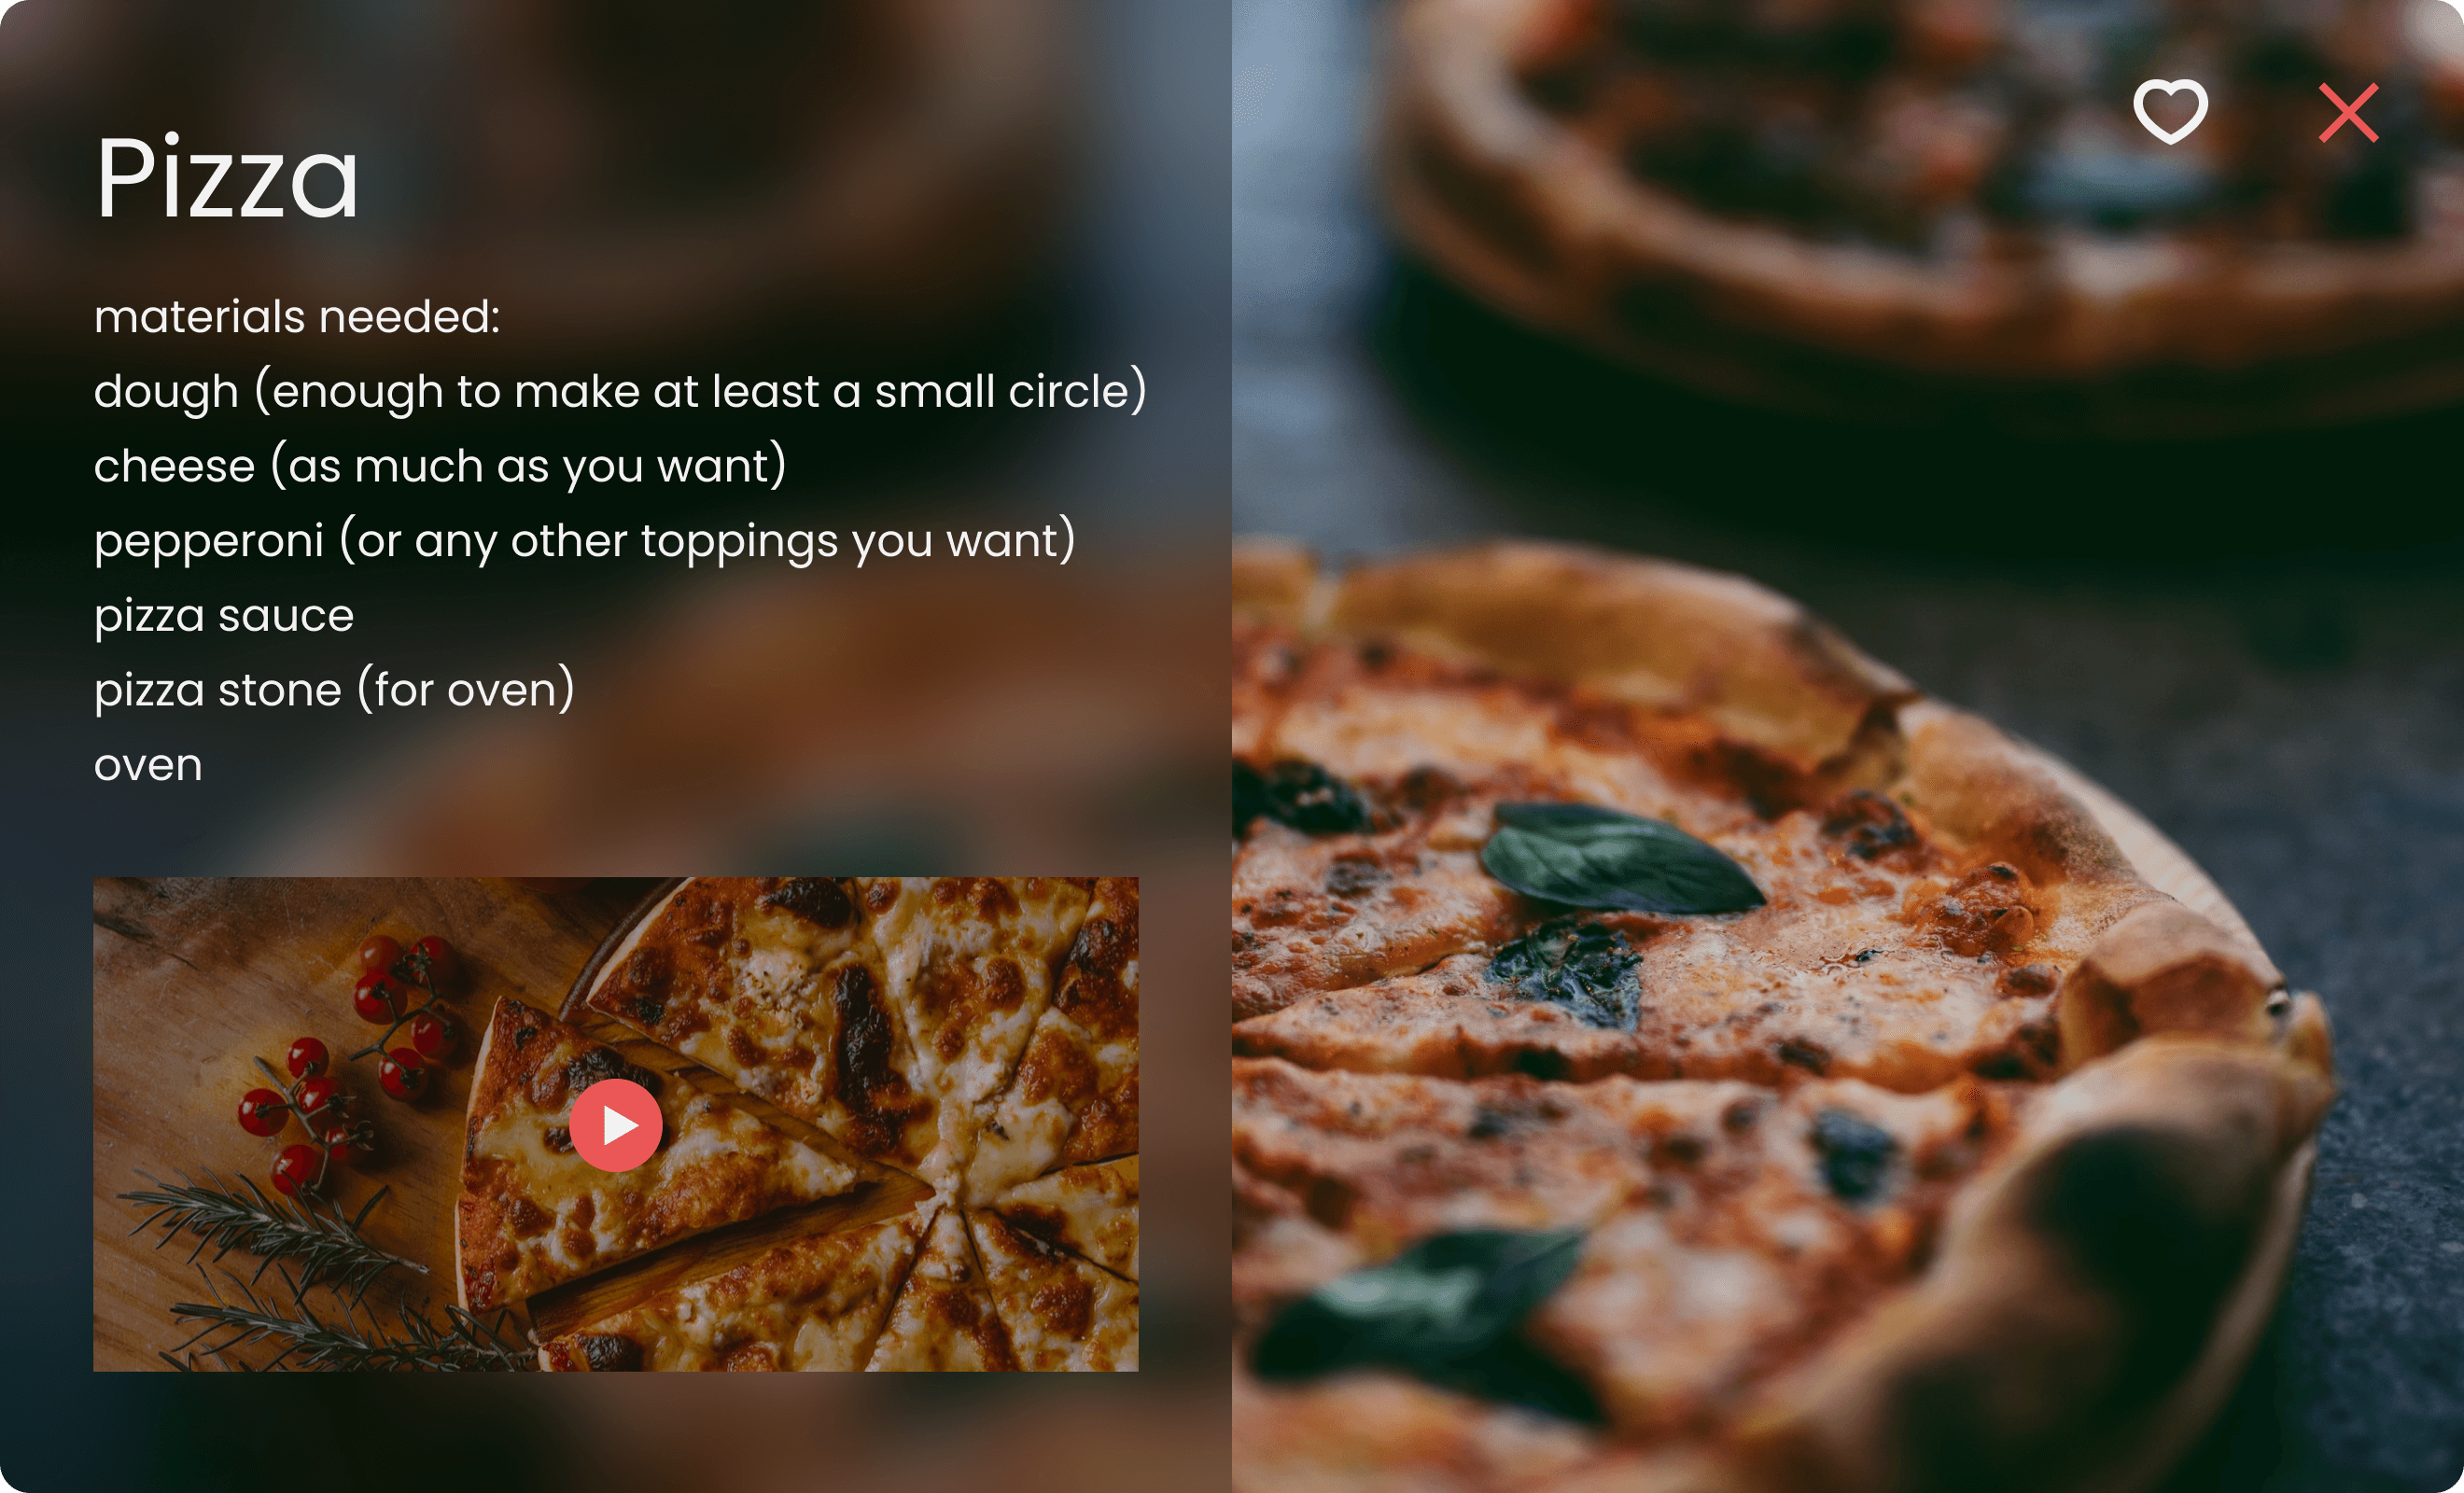 Pizza
materials needed:
dough (enough to make at least a small circle)
cheese (as much as you want)
pepperoni (or any other toppings you want)
pizza sauce
pizza stone (for oven)
oven